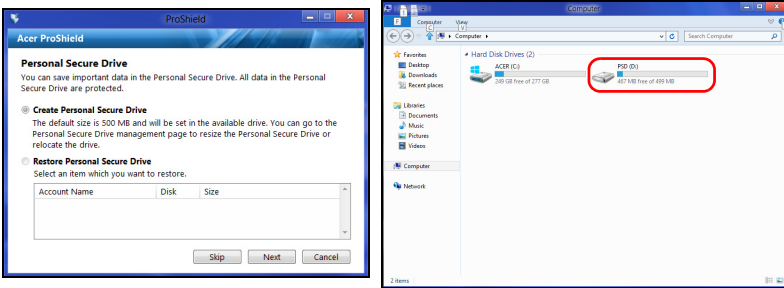 ProShield
Acer ProShield
Personal Secure Drive
You can save important data in the Personal Secure Drive. All data in the Personal
Secure Drive are protected.
Create Personal Secure Drive
The default size is 500 MB and will be set in the available drive. You can go to the
Personal Secure Drive management page to resize the Personal Secure Drive or
relocate the drive.
Restore Personal Secure Drive
Select an item which you want to restore.
Account Name Disk Size
Skip Next Cancel
Computer
F Computer View
C V
Computer
Search Computer
Favorites
Desktop
Downloads
Recent places
Libraries
Documents
Music
Pictures
Videos
Computer
Network
Hard Disk Drives (2)
ACER (C:)
249 GB free of 277 GB
PSD (D:)
467 MB free of 499 MB
2 items